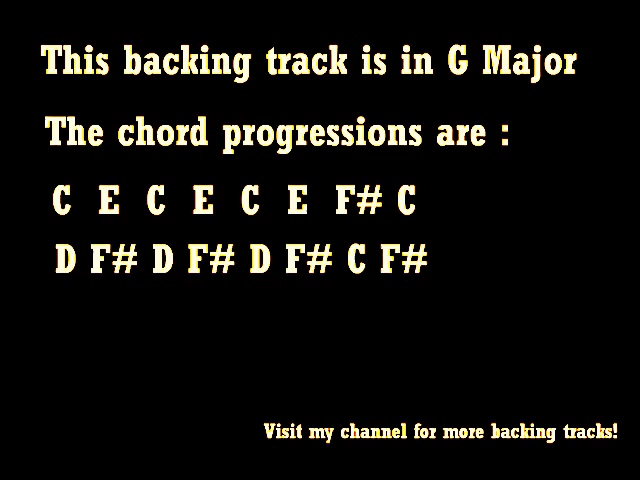 This backing track is in G Major
The chord progressions are :
C E C E C E F# C
D F# D F# D F# C F#
Visit my channel for more backing tracks!